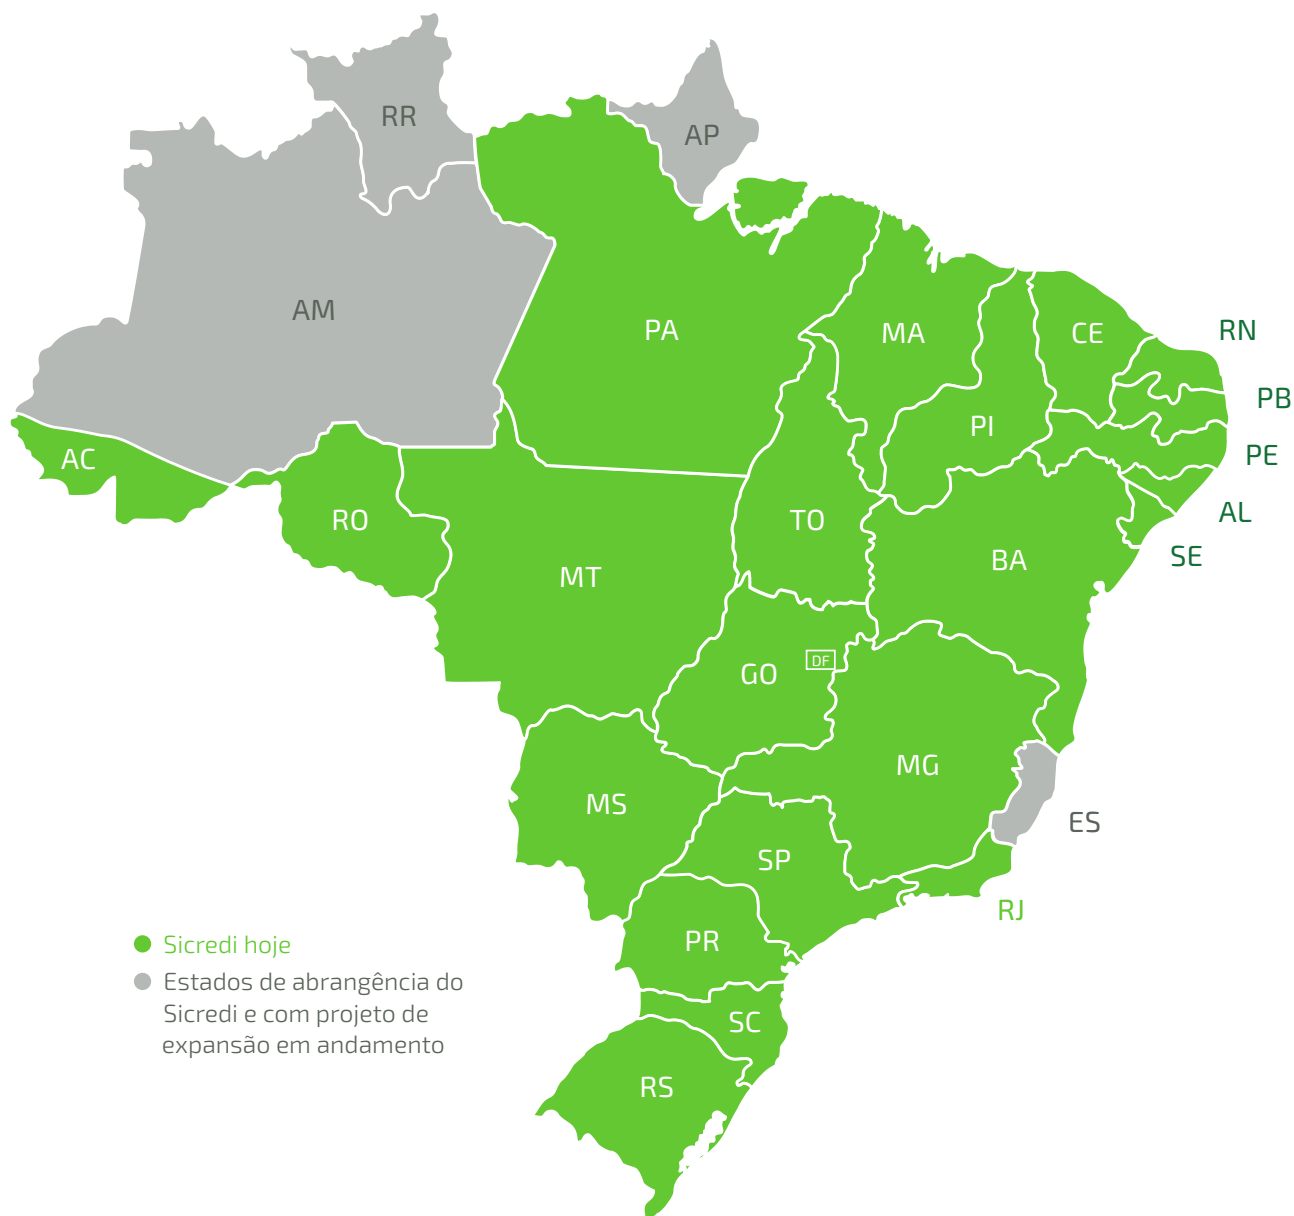 RR
AP
AM
PA
MA
CE
RN
PB
PI
PE
AC
AL
RO
TO
SE
BA
MT
DF
GO
MG
MS
ES
SP
RJ
PR
Sicredi hoje
Estados de abrangência do
Sicredi e com projeto de
expansão em andamento
SC
RS